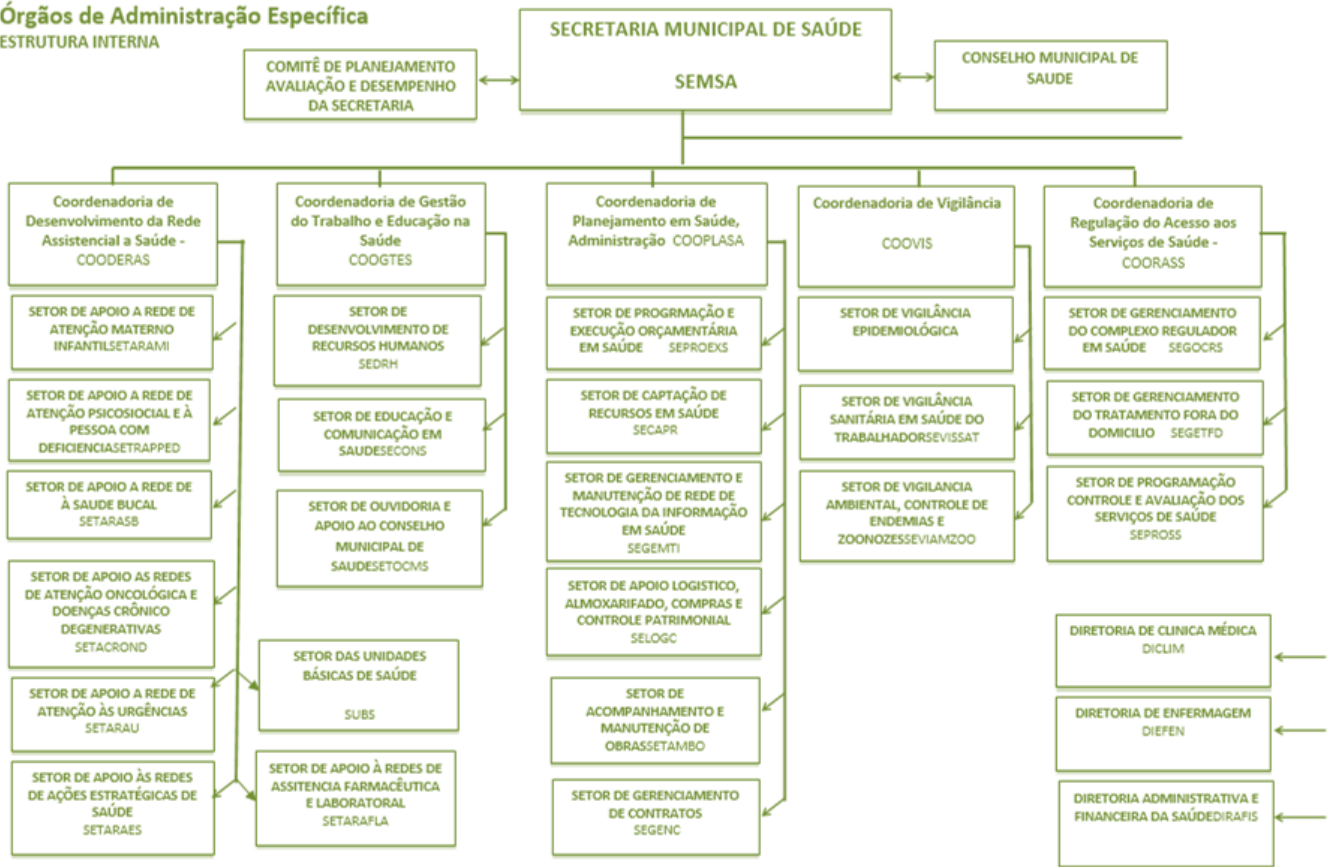 Órgãos de Administração Específica
ESTRUTURA INTERNA
SECRETARIA MUNICIPAL DE SAÚDE
SEMSA
COMITÊ DE PLANEJAMENTO
AVALIAÇÃO E DESEMPENHO
DA SECRETARIA
CONSELHO MUNICIPAL DE
SAUDE
Coordenadoria de
Desenvolvimento da Rede
Assistencial a Saúde -
COODERAS
SETOR DE APOIO A REDE DE
ATENÇÃO MATERNO
INFANTILSETARAMI
SETOR DE APOIO A REDE DE
ATENÇÃO PSICOSIOCIAL E À
PESSOA COM
DEFICIENCIASETRAPPED
SETOR DE APOIO A REDE DE
À SAUDE BUCAL
SETARASB
SETOR DE APOIO AS REDES
DE ATENÇÃO ONCOLÓGICA E
DOENÇAS CRÔNICO
DEGENERATIVAS
SETACROND
SETOR DE APOIO A REDE DE
ATENÇÃO ÀS URGÊNCIAS
SETARAU
SETOR DE APOIO ÀS REDES
DE AÇÕES ESTRATÉGICAS DE
SAÚDE
SETARAES
SETOR DAS UNIDADES
BÁSICAS DE SAÚDE
SUBS
SETOR DE APOIO À REDES DE
ASSITENCIA FARMACÊUTICA
E LABORATORAL
SETARAFLA
Coordenadoria de Gestão
do Trabalho e Educação na
Saúde
COOGTES
SETOR DE
DESENVOLVIMENTO DE
RECURSOS HUMANOS
SEDRH
SETOR DE EDUCAÇÃO E
COMUNICAÇÃO EM
SAUDESECONS
SETOR DE OUVIDORIA E
APOIO AO CONSELHO
MUNICIPAL DE
SAUDESETOCMS
Coordenadoria de
Planejamento em Saúde,
Administração COOPLASA
SETOR DE PROGRMAÇÃO E
EXECUÇÃO ORÇAMENTÁRIA
EM SAÚDE SEPROEXS
SETOR DE CAPTAÇÃO DE
RECURSOS EM SAÚDE
SECAPR
SETOR DE GERENCIAMENTO E
MANUTENÇÃO DE REDE DE
TECNOLOGIA DA INFORMAÇÃO
EM SAÚDE
SEGEMTI
SETOR DE APOIO LOGISTICO,
ALMOXARIFADO, COMPRAS E
CONTROLE PATRIMONIAL
SELOGC
SETOR DE
ACOMPANHAMENTO E
MANUTENÇÃO DE
OBRASSETAMBO
SETOR DE GERENCIAMENTO
DE CONTRATOS
SEGENC
Coordenadoria de Vigilância
COOVIS
SETOR DE VIGILÂNCIA
EPIDEMIOLÓGICA
SETOR DE VIGILÂNCIA
SANITÁRIA EM SAÚDE DO
TRABALHADORSEVISSAT
SETOR DE VIGILANCIA
AMBIENTAL, CONTROLE DE
ENDEMIAS E
ZOONOZESSEVIAMZOO
Coordenadoria de
Regulação do Acesso aos
Serviços de Saúde -
COORASS
SETOR DE GERENCIAMENTO
DO COMPLEXO REGULADOR
EM SAÚDE SEGOCRS
SETOR DE GERENCIAMENTO
DO TRATAMENTO FORA DO
DOMICILIO SEGETFD
SETOR DE PROGRAMAÇÃO
CONTROLE E AVALIAÇÃO DOS
SERVIÇOS DE SAÚDE
SEPROSS
DIRETORIA DE CLINICA MÉDICA
DICLIM
DIRETORIA DE ENFERMAGEM
DIEFEN
DIRETORIA ADMINISTRATIVA E
FINANCEIRA DA SAÚDEDIRAFIS